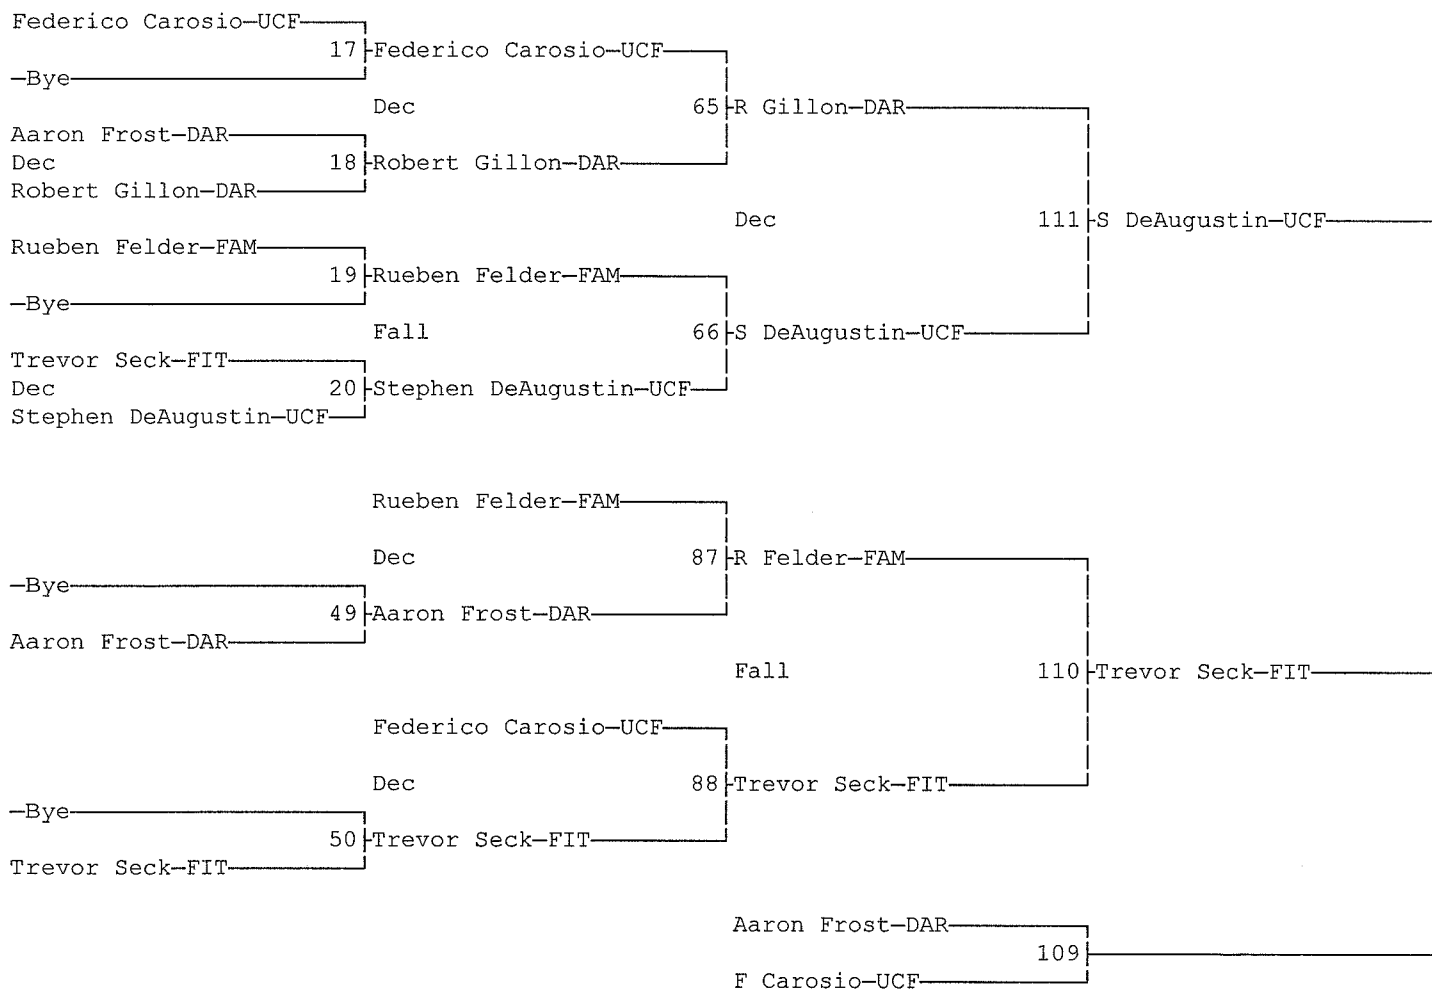 Federico Carosio-UCF
17 Federico Carosio-UCF
-Bye
Dec 65 R Gillon-DAR
Aaron Frost-DAR
Dec 18 Robert Gillon-DAR
Robert Gillon-DAR
Dec 111 S DeAugustin-UCF
Rueben Felder-FAM
19 Rueben Felder-FAM
-Bye
Fall 66 S DeAugustin-UCF
Trevor Seck-FIT
Dec 20 Stephen DeAugustin-UCF
Stephen DeAugustin-UCF
Rueben Felder-FAM
Dec 87 R Felder-FAM
-Bye
49 Aaron Frost-DAR
Aaron Frost-DAR
Fall 110 Trevor Seck-FIT
Federico Carosio-UCF
Dec 88 Trevor Seck-FIT
-Bye
50 Trevor Seck-FIT
Trevor Seck-FIT
Aaron Frost-DAR
109
F Carosio-UCF